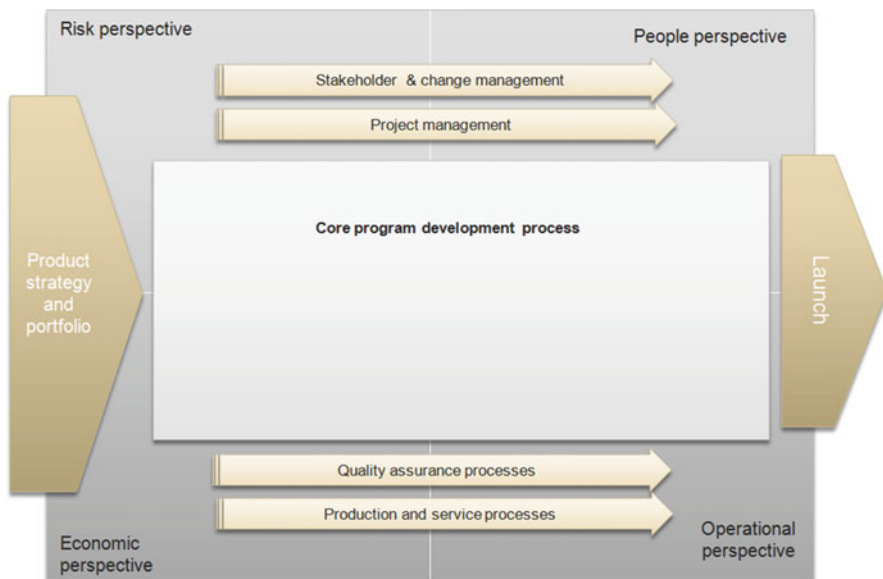 Risk perspective
People perspective
Stakeholder & change management
Project management
Core program development process
Product
strategy
and
portfolio
Launch
Quality assurance processes
Production and service processes
Economic
perspective
Operational
perspective